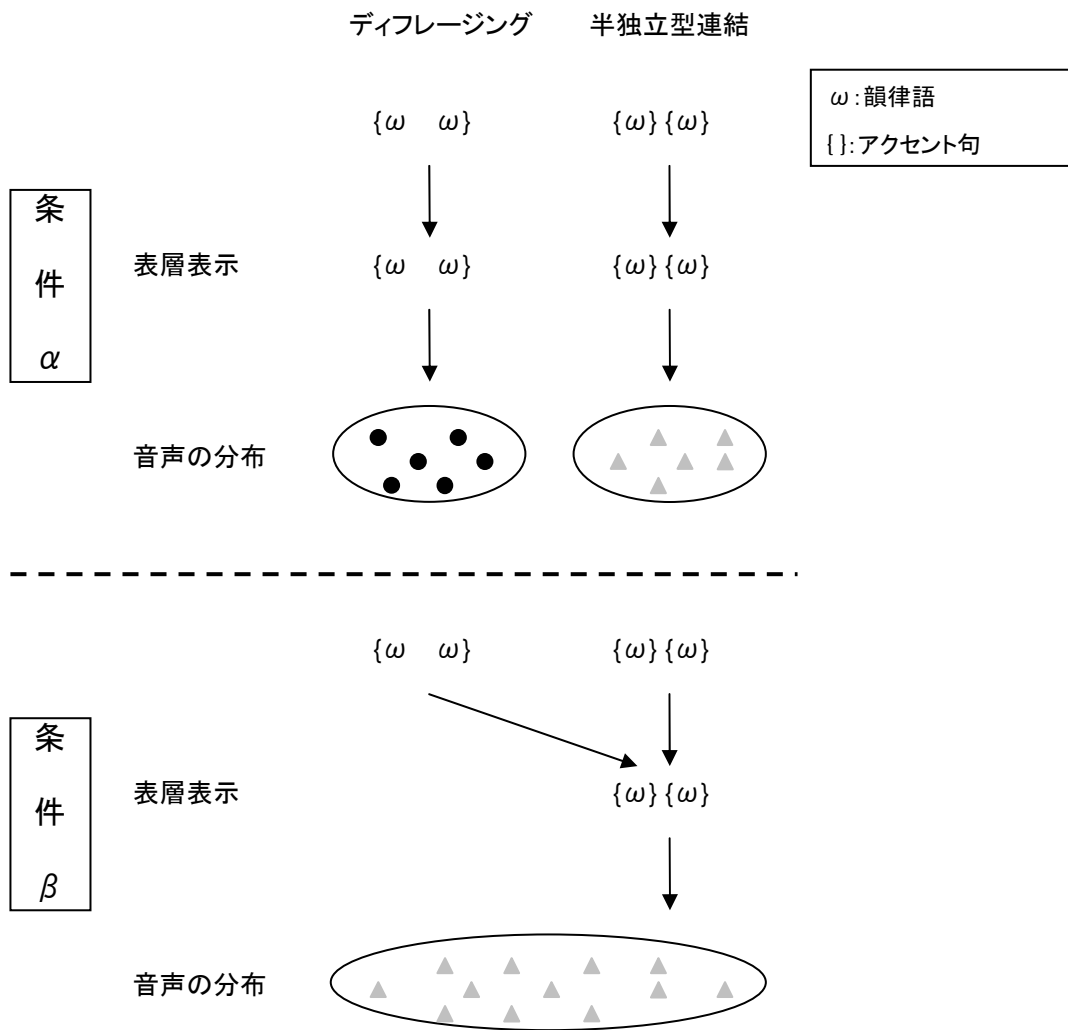 ディフレージング 半独立型連結
ω:韻律語
{ }:アクセント句
{ω ω} {ω}{ω}
条件α
表層表示 {ω ω} {ω}{ω}
音声の分布
{ω ω} {ω}{ω}
条件β
表層表示 {ω}{ω}
音声の分布